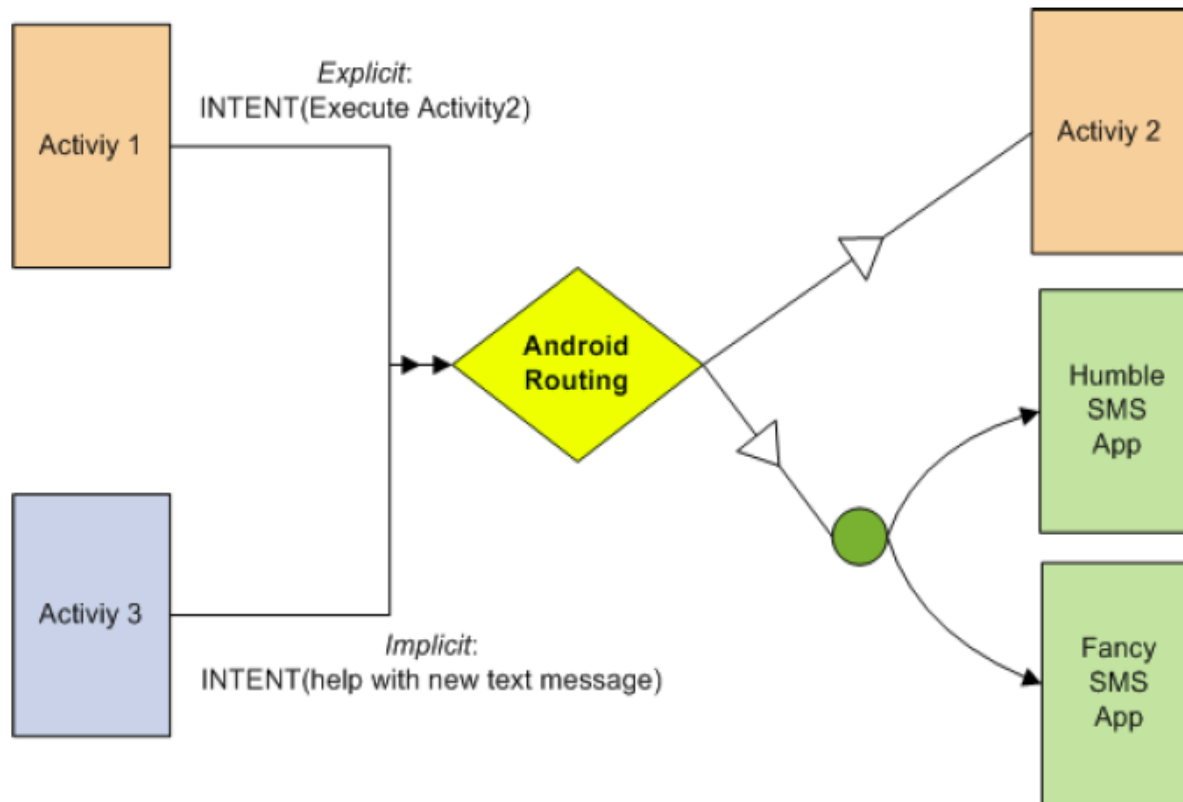 Explicit:
INTENT(Execute Activity2)
Activiy 1
Activiy 2
Android
Routing
Humble
SMS
App
Activiy 3
Implicit:
INTENT(help with new text message)
Fancy
SMS
App